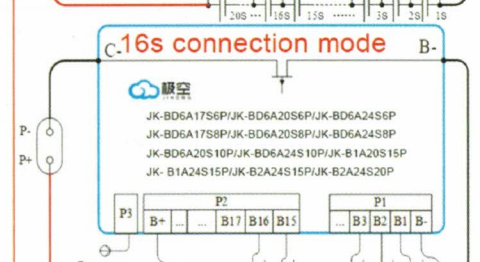 20S ···· 16S 15S ······ 3S 2S 1S
C- 16s connection mode B-
极空
JK-BD6A17S6P/JK-BD6A20S6P/JK-BD6A24S6P
JK-BD6A17S8P/JK-BD6A20S8P/JK-BD6A24S8P
P-
JK-BD6A20S10P/JK-BD6A24S10P/JK-B1A20S15P
P+
JK- B1A24S15P/JK-B2A24S15P/JK-B2A24S20P
P3 P2 P1
B+ ... ... B17 B16 B15 ... B3 B2 B1 B-